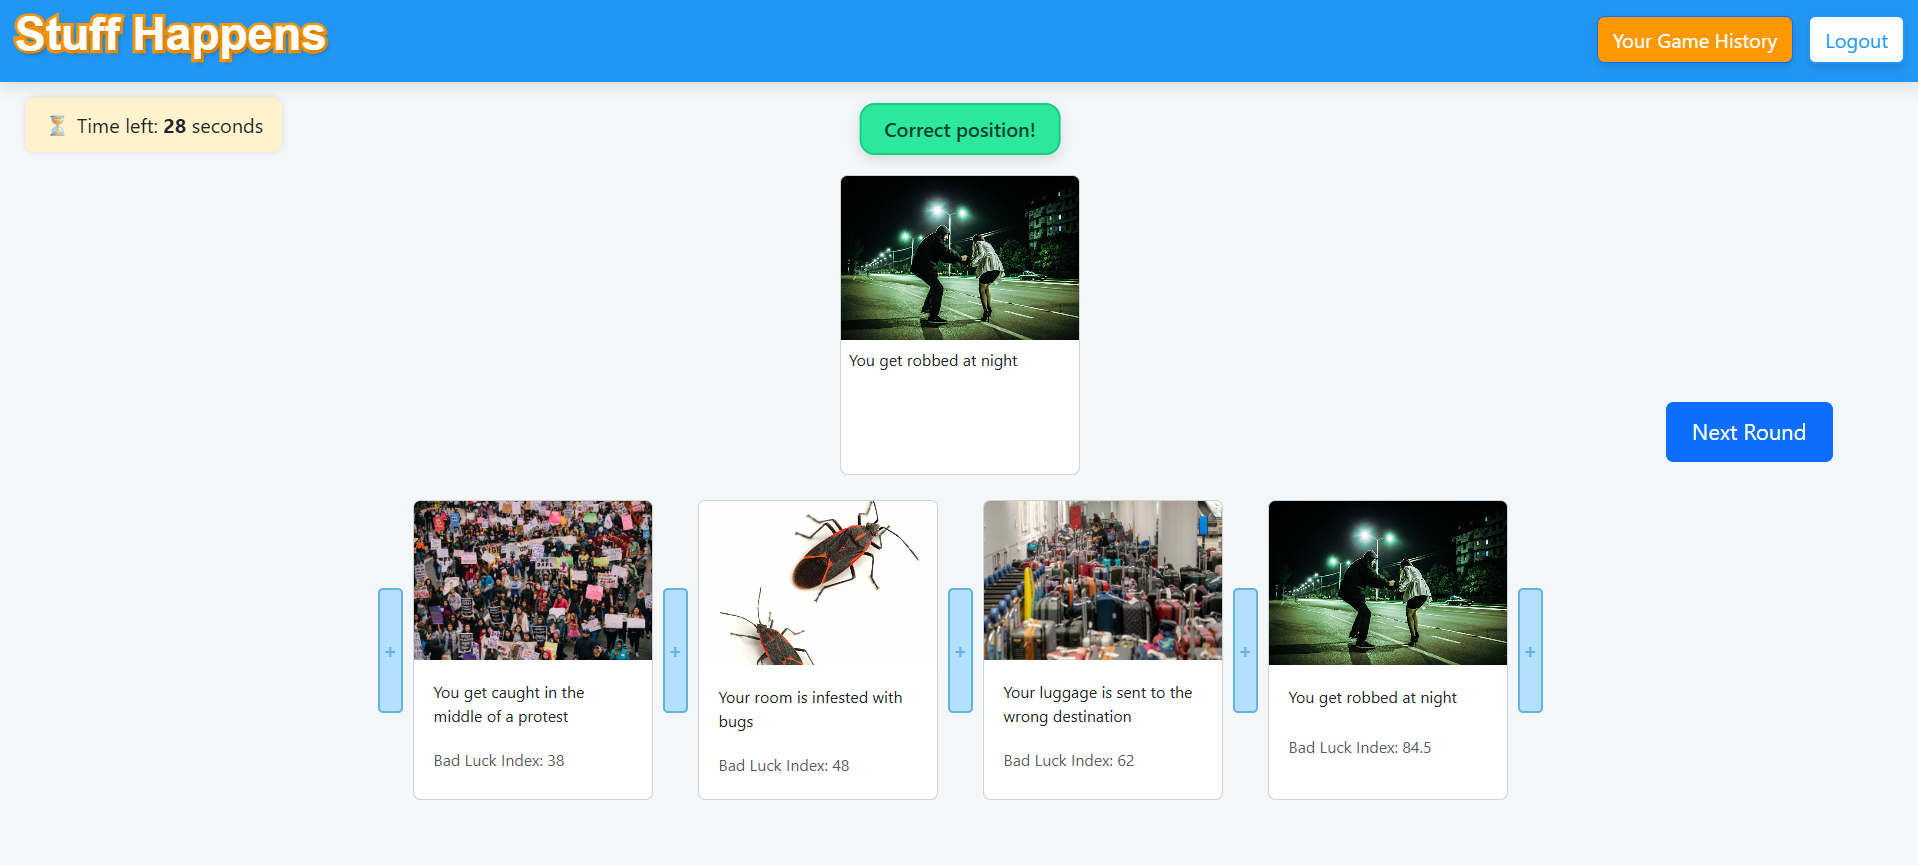 Stuff Happens
Your Game History
Logout
⏳ Time left: 28 seconds
Correct position!
You get robbed at night
Next Round
+
You get caught in the
middle of a protest
Bad Luck Index: 38
+
Your room is infested with
bugs
Bad Luck Index: 48
+
Your luggage is sent to the
wrong destination
Bad Luck Index: 62
+
You get robbed at night
Bad Luck Index: 84.5
+